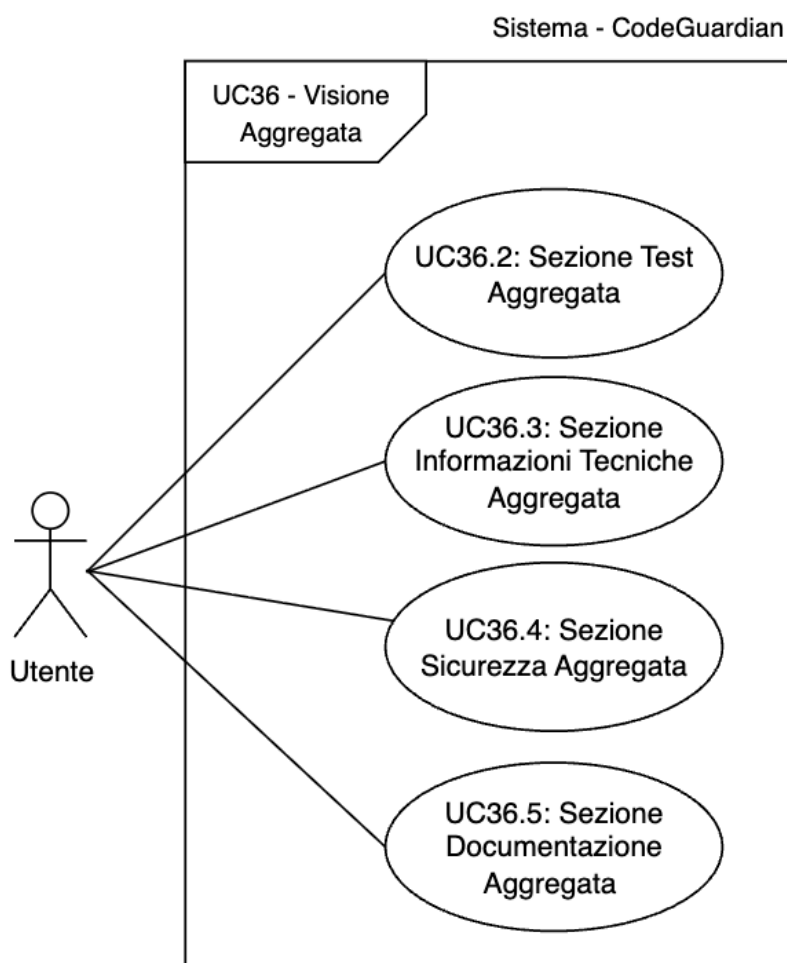 Sistema - CodeGuardian
UC36 - Visione
Aggregata
UC36.2: Sezione Test
Aggregata
UC36.3: Sezione
Informazioni Tecniche
Aggregata
UC36.4: Sezione
Sicurezza Aggregata
Utente
UC36.5: Sezione
Documentazione
Aggregata